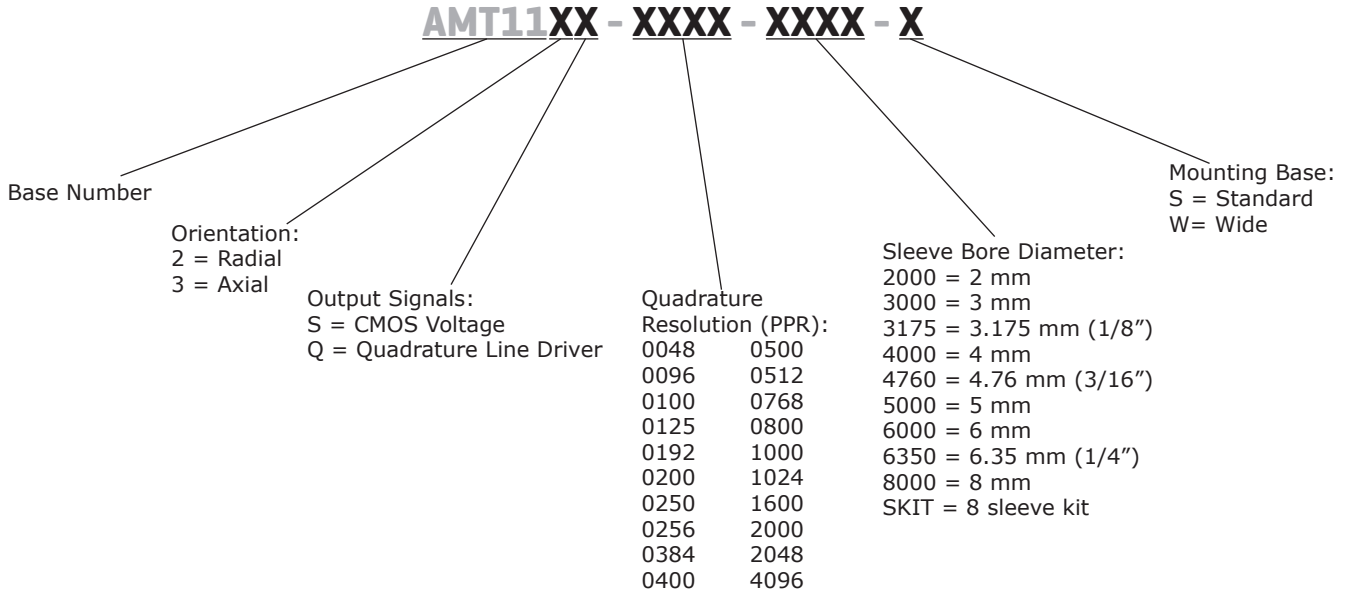 AMT11XX - XXXX - XXXX - X
Base Number
Orientation:
2 = Radial
3 = Axial
Output Signals:
S = CMOS Voltage
Q = Quadrature Line Driver
Quadrature
Resolution (PPR):
0048 0500
0096 0512
0100 0768
0125 0800
0192 1000
0200 1024
0250 1600
0256 2000
0384 2048
0400 4096
Sleeve Bore Diameter:
2000 = 2 mm
3000 = 3 mm
3175 = 3.175 mm (1/8”)
4000 = 4 mm
4760 = 4.76 mm (3/16”)
5000 = 5 mm
6000 = 6 mm
6350 = 6.35 mm (1/4”)
8000 = 8 mm
SKIT = 8 sleeve kit
Mounting Base:
S = Standard
W= Wide